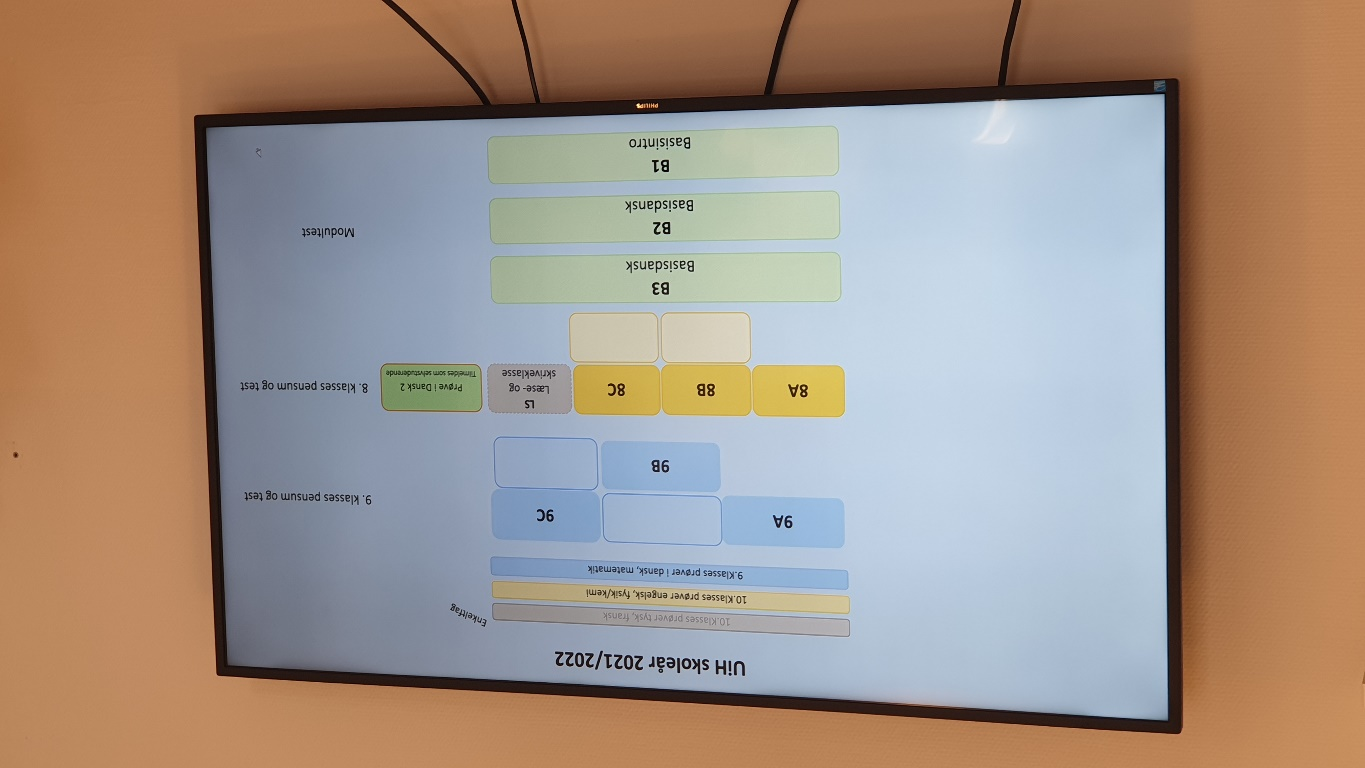 UiH skoleår 2021/2022
Enkeltfag
10.Klasses prøver tysk, fransk
10.Klasses prøver engelsk, fysik/kemi
9.Klasses prøver i dansk, matematik
9A
9C
9B
9. klasses pensum og test
8A
8B
8C
LS
Læse- og
skriveklasse
Prøve i Dansk 2
Tilmeldes som selvstuderende
8. klasses pensum og test
B3
Basisdansk
B2
Basisdansk
Modultest
B1
Basisintro
PHILIPS